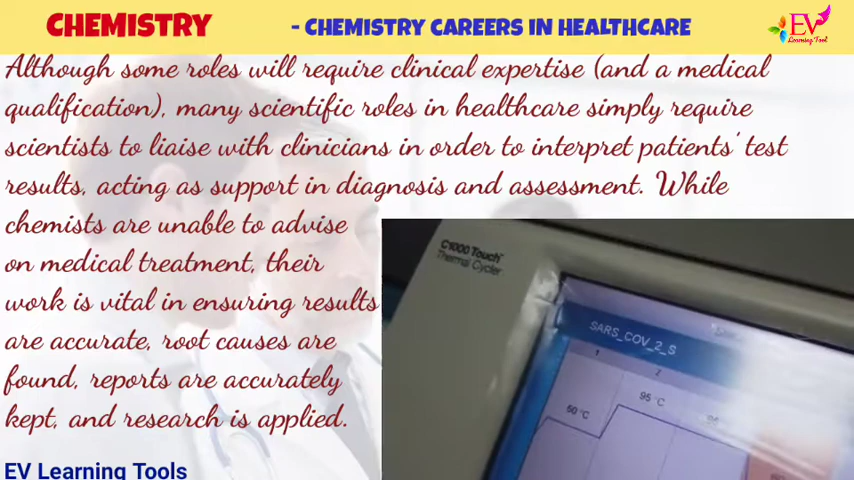 CHEMISTRY
- CHEMISTRY CAREERS IN HEALTHCARE
EV
Learning Tool
Although some roles will require clinical expertise (and a medical
qualification), many scientific roles in healthcare simply require
scientists to liaise with clinicians in order to interpret patients' test
results, acting as support in diagnosis and assessment. While
chemists are unable to advise
on medical treatment, their
work is vital in ensuring results
are accurate, root causes are
found, reports are accurately
kept, and research is applied.
C1000 Touch™
Thermal Cycler
SARS_COV_2_S
1
2
50 °C
95 °C
95
EV Learning Tools